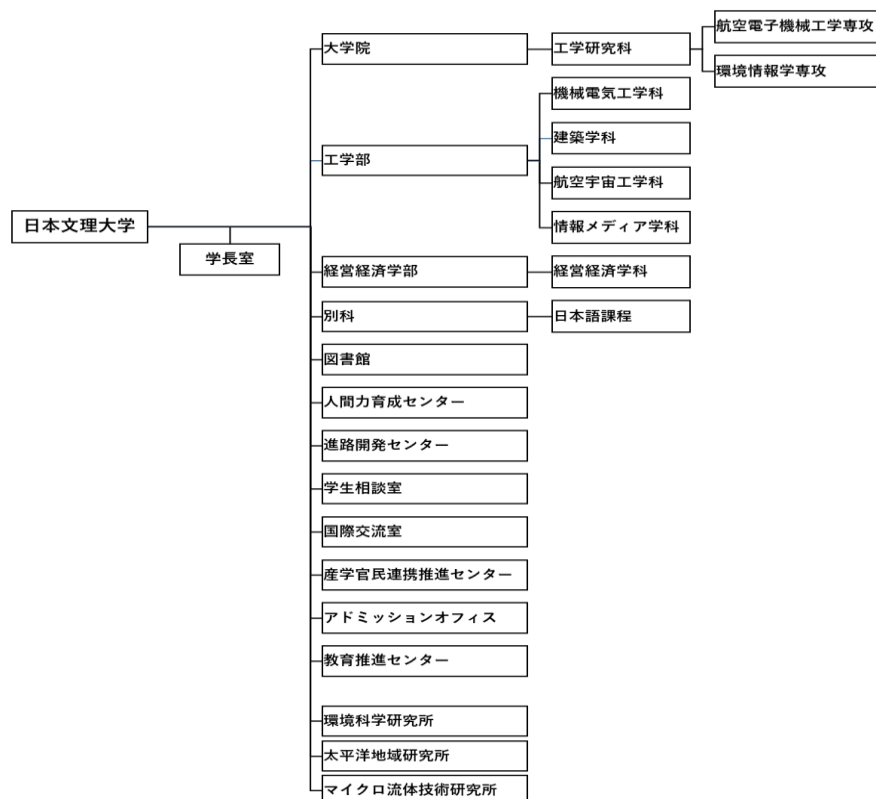 航空電子機械工学専攻
大学院
工学研究科
環境情報学専攻
機械電気工学科
建築学科
工学部
航空宇宙工学科
情報メディア学科
日本文理大学
学長室
経営経済学部
経営経済学科
別科
日本語課程
図書館
人間力育成センター
進路開発センター
学生相談室
国際交流室
産学官民連携推進センター
アドミッションオフィス
教育推進センター
環境科学研究所
太平洋地域研究所
マイクロ流体技術研究所